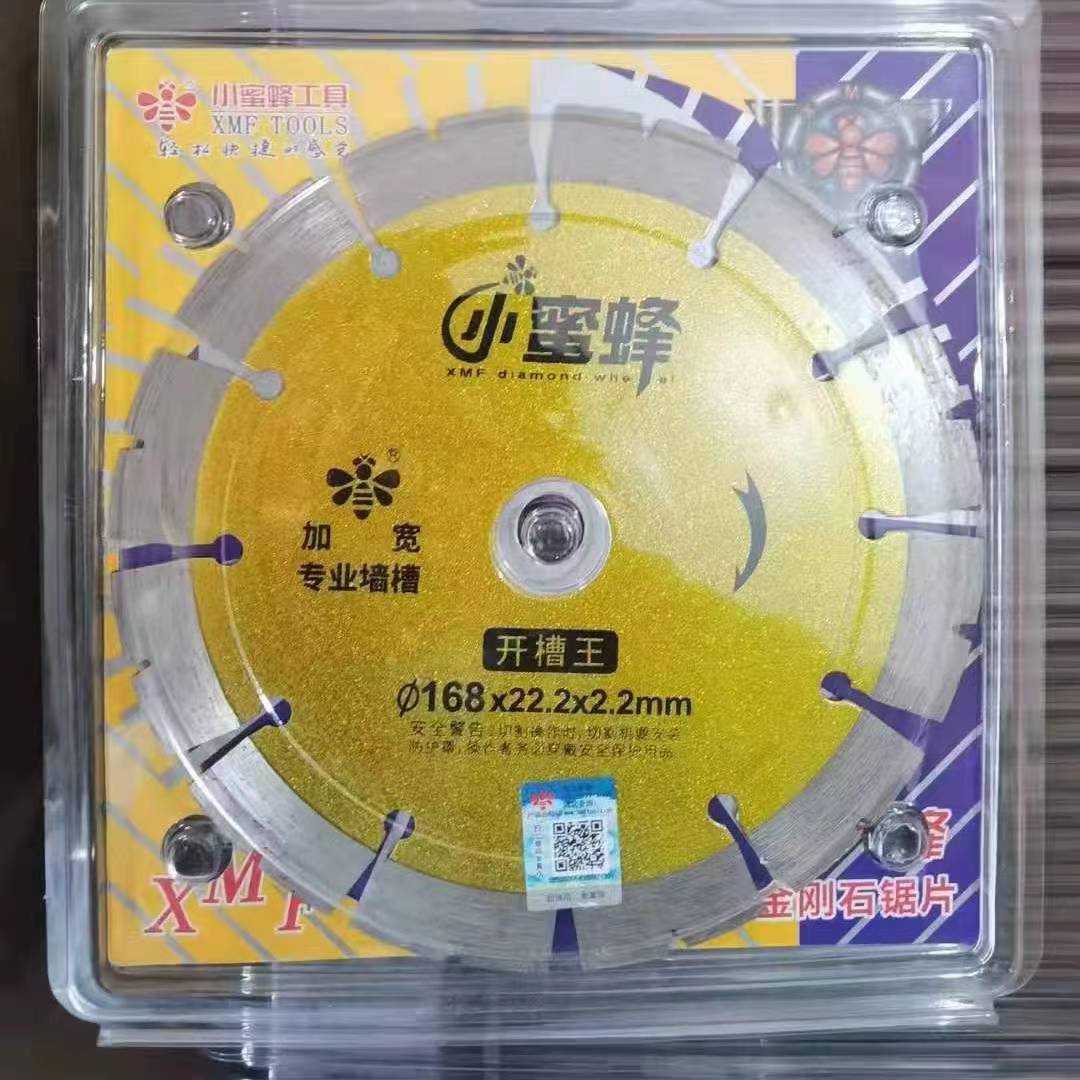 小蜜蜂工具
XMF TOOLS
轻松快捷的感受
M
小蜜蜂
XMF diamond wheel
®
加宽
专业墙槽
开槽王
Ø168x22.2x2.2mm
安全警告:切割操作时,切割机要安装
防护罩,操作者务必穿戴安全保护用品
XMF
蜂
金刚石锯片